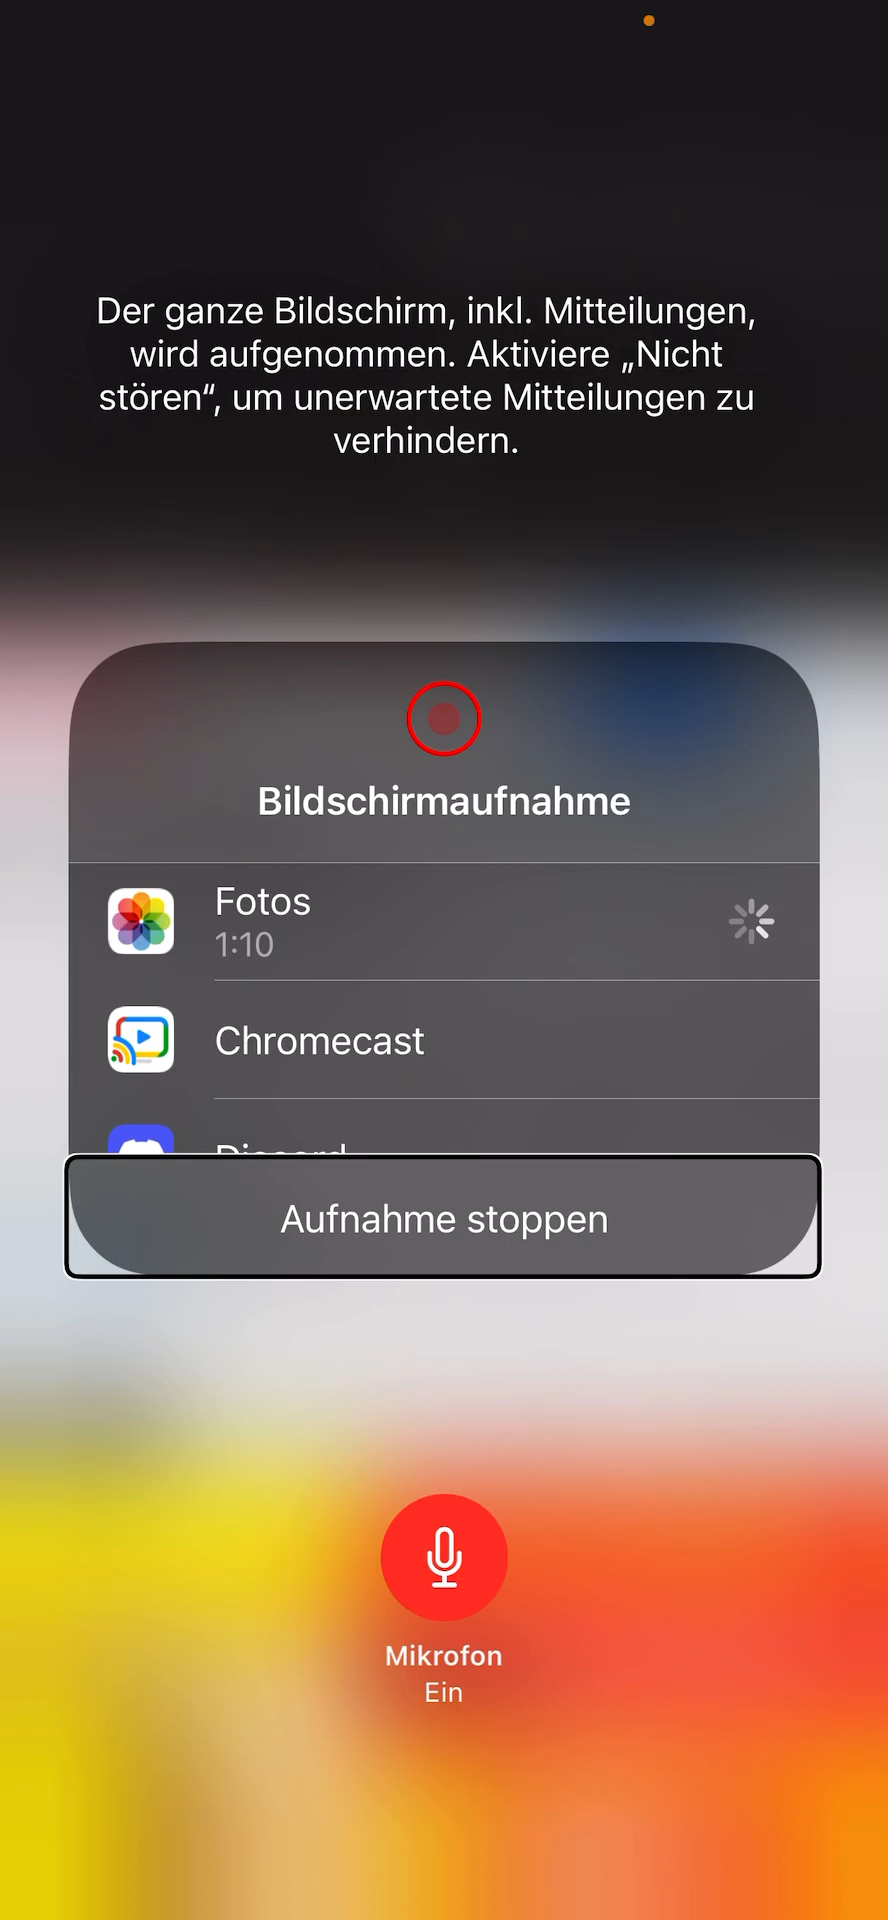 Der ganze Bildschirm, inkl. Mitteilungen,
wird aufgenommen. Aktiviere „Nicht
stören“, um unerwartete Mitteilungen zu
verhindern.
Bildschirmaufnahme
Fotos
1:10
Chromecast
Discord
Aufnahme stoppen
Mikrofon
Ein